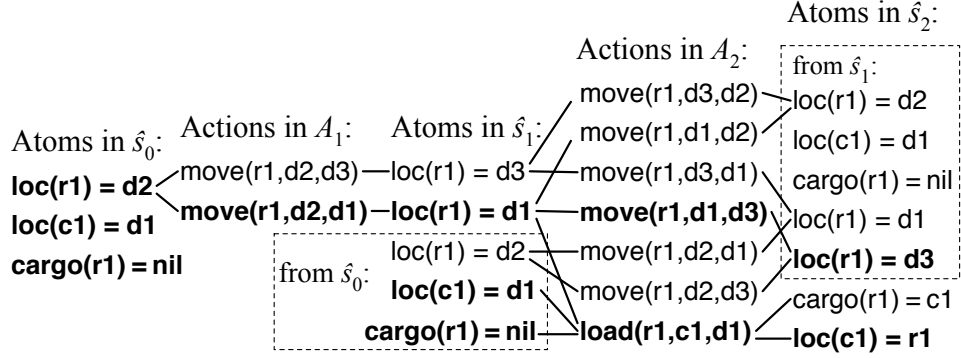 Atoms in ŝ₀:
loc(r1) = d2
loc(c1) = d1
cargo(r1) = nil
Actions in A₁:
move(r1,d2,d3)
move(r1,d2,d1)
Atoms in ŝ₁:
loc(r1) = d3
loc(r1) = d1
from ŝ₀:
loc(r1) = d2
loc(c1) = d1
cargo(r1) = nil
Actions in A₂:
move(r1,d3,d2)
move(r1,d1,d2)
move(r1,d3,d1)
move(r1,d1,d3)
move(r1,d2,d1)
move(r1,d2,d3)
load(r1,c1,d1)
Atoms in ŝ₂:
from ŝ₁:
loc(r1) = d2
loc(c1) = d1
cargo(r1) = nil
loc(r1) = d1
loc(r1) = d3
cargo(r1) = c1
loc(c1) = r1